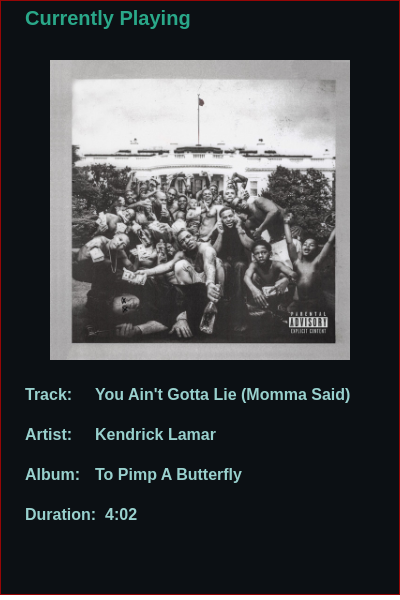 Currently Playing
PARENTAL
ADVISORY
EXPLICIT CONTENT
Track: You Ain't Gotta Lie (Momma Said)
Artist: Kendrick Lamar
Album: To Pimp A Butterfly
Duration: 4:02